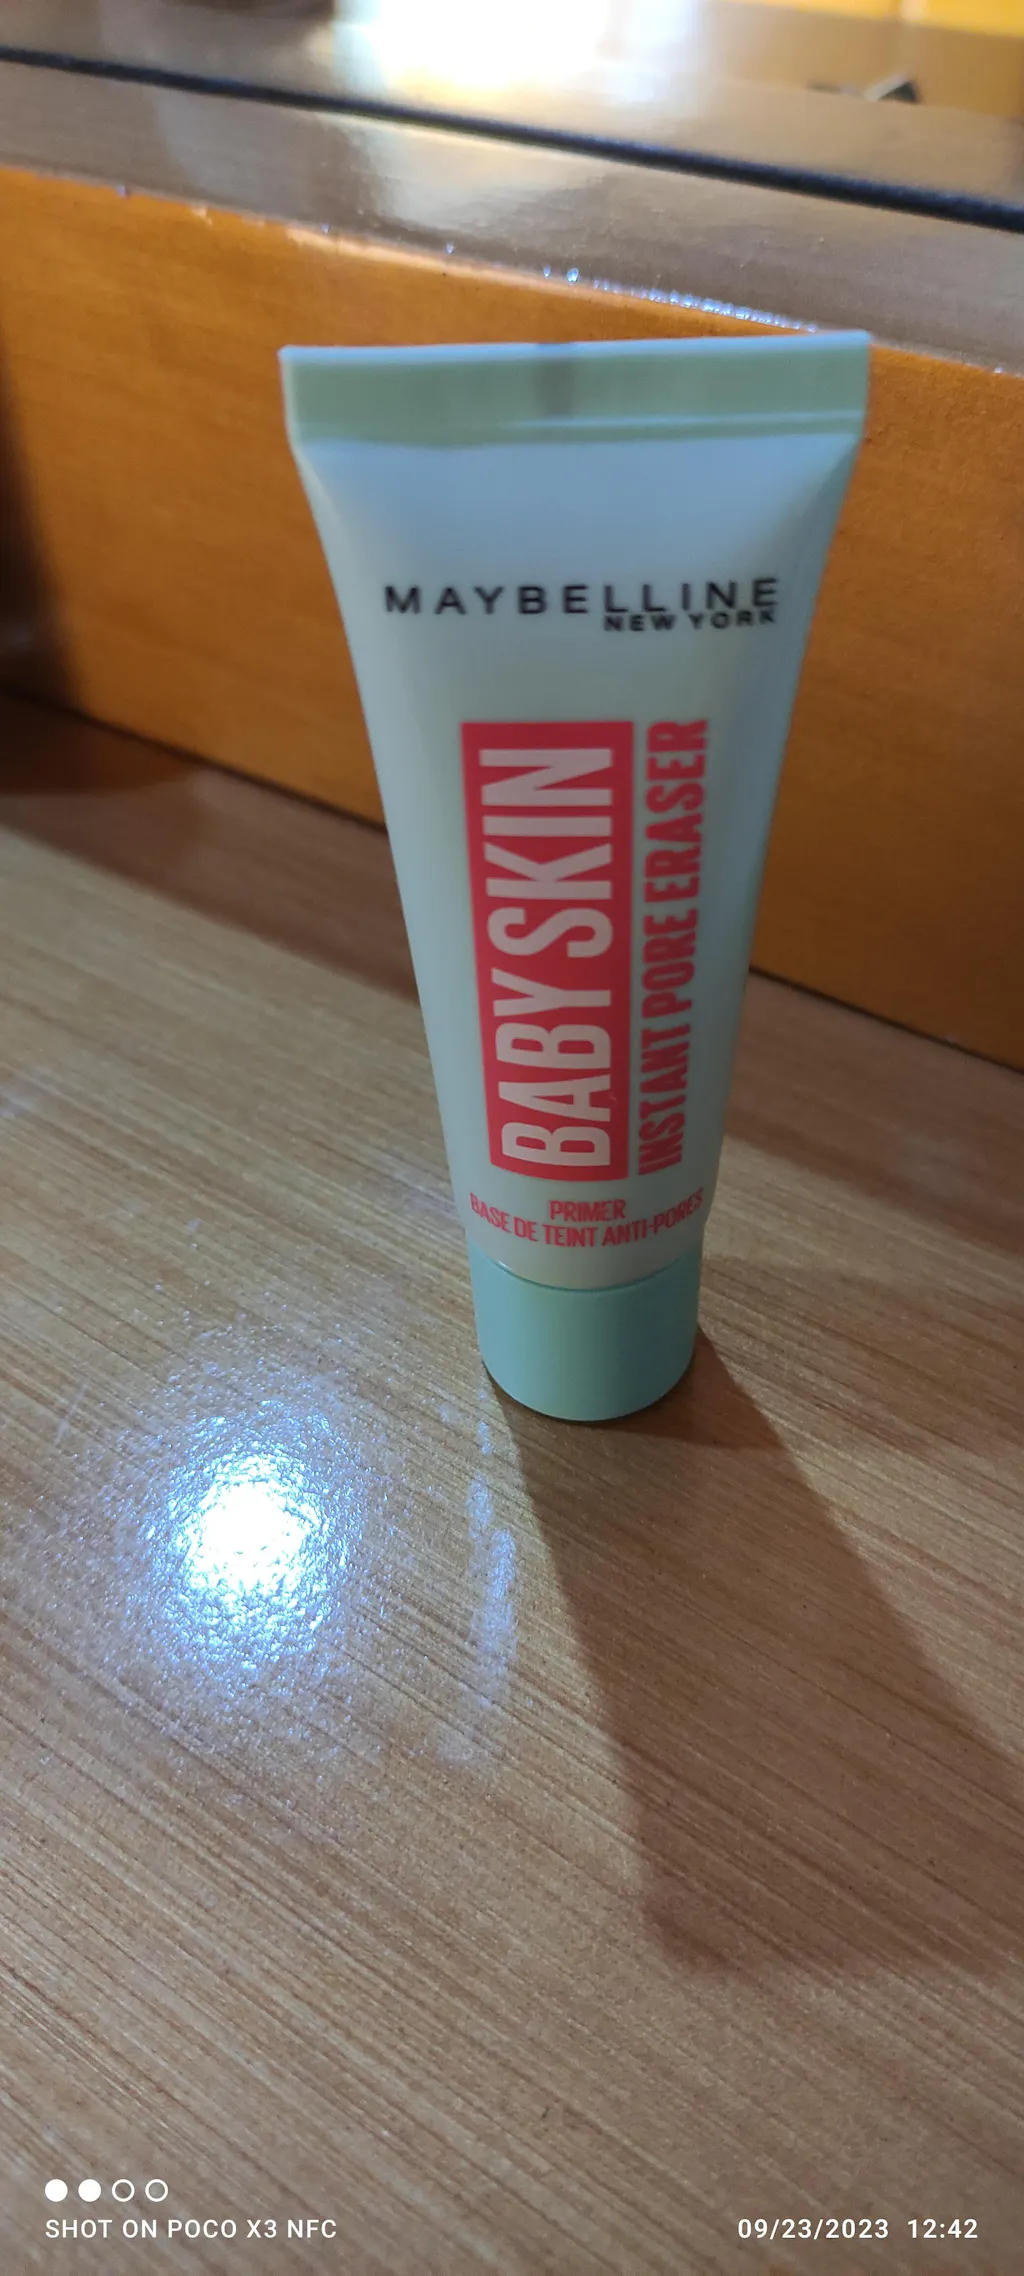 MAYBELLINE
NEW YORK
BABY SKIN
INSTANT PORE ERASER
PRIMER
BASE DE TEINT ANTI-PORES
SHOT ON POCO X3 NFC
09/23/2023 12:42